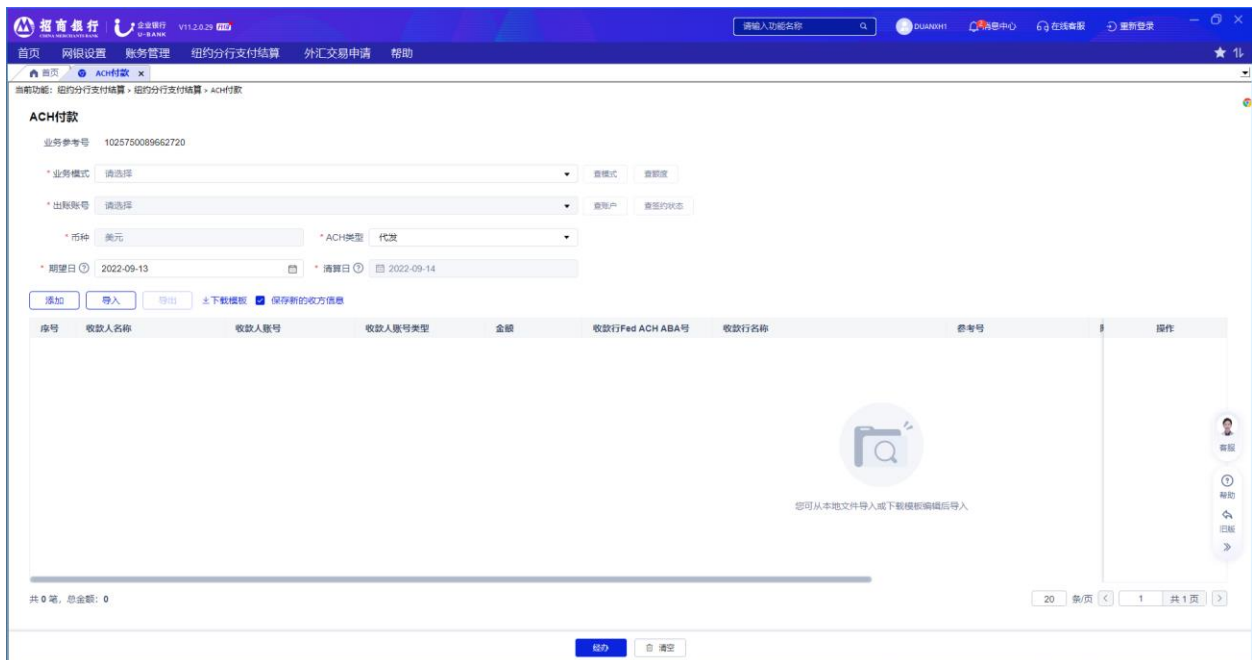 招商银行 企业银行 V11.2.0.29 请输入功能名称 DUANXH1 消息中心 在线客服 重新登录
CHINA MERCHANTS BANK U-BANK
首页 网银设置 账务管理 纽约分行支付结算 外汇交易申请 帮助
首页 ACH付款 x
当前功能: 纽约分行支付结算 > 纽约分行支付结算 > ACH付款
ACH付款
业务参考号 1025750089662720
* 业务模式 请选择 查模式 查额度
* 出账账号 请选择 查账户 查签约状态
* 币种 美元 * ACH类型 代发
* 期望日 ? 2022-09-13 * 清算日 ? 2022-09-14
添加 导入 导出 下载模板 保存新的收方信息
序号 收款人名称 收款人账号 收款人账号类型 金额 收款行Fed ACH ABA号 收款行名称 参考号 操作
客服
帮助
您可从本地文件导入或下载模板编辑后导入
旧版
共 0 笔, 总金额: 0 20 条/页 < 1 共 1 页 >
经办 清空